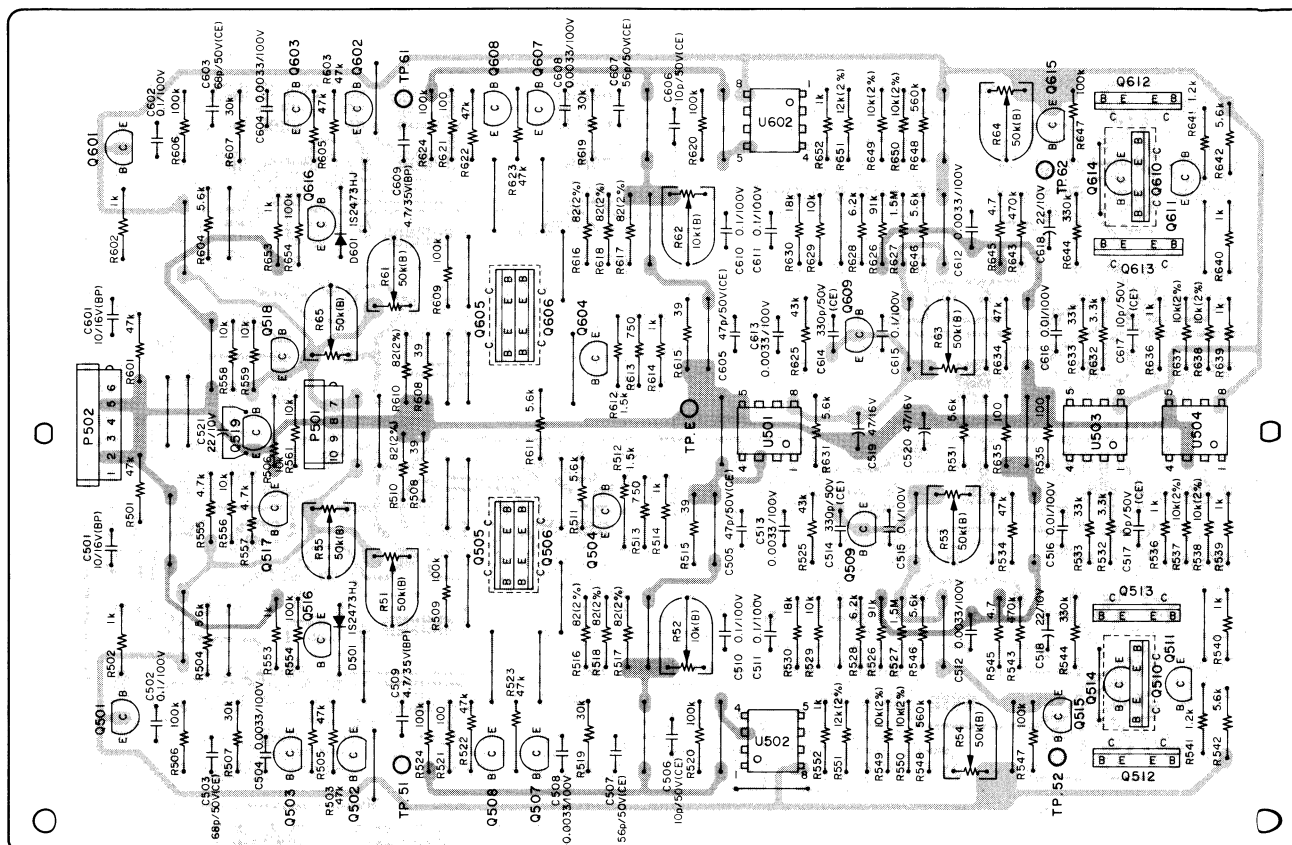 Q601
C602
0.1/100V
100k
R606
C603
68p/50V(CE)
30k
R607
C604 0.0033/100V
Q603
47k
R605
R603
47k
Q602
TP.61
100k
R624
100
R621
47k
R622
Q608
Q607
R623
47k
C608
0.0033/100V
30k
R619
C607
56p/50V(CE)
C606
10p/50V(CE)
100k
R620
U602
1k
R652
12k(2%)
R651
10k(2%)
R649
10k(2%)
R650
560k
R648
R64
50k(B)
Q615
100k
R647
TP.62
Q612
Q614
Q610
Q611
Q613
R641
1.2k
5.6k
R642
1k
R602
5.6k
R604
Q616
1k
R653
100k
R654
D601 IS2473HJ
C609
4.7/35V(BP)
R61
50k(B)
100k
R609
82(2%)
R616
82(2%)
R618
82(2%)
R617
R62
10k(B)
C610 0.1/100V
C611 0.1/100V
18k
R630
10k
R629
6.2k
R628
91k
R626
1.5M
R627
5.6k
R646
C612 0.0033/100V
4.7
R645
470k
R643
C618 22/10V
330k
R644
1k
R640
C601
10/16V(BP)
47k
R601
10k
R558
10k
R559
Q518
R65
50k(B)
82(2%)
R610
39
R608
Q605
Q606
Q604
R612
1.5k
750
R613
1k
R614
39
R615
C605 47p/50V(CE)
C613
0.0033/100V
43k
R625
C614 330p/50V
(CE)
Q609
C615 0.1/100V
R63
50k(B)
47k
R634
C616 0.01/100V
33k
R633
3.3k
R632
C617 10p/50V
(CE)
1k
R636
10k(2%)
R637
10k(2%)
R638
1k
R639
P502
1 2 3 4 5 6
C521
22/10V
Q519
R506
10k
R561
P501
10 9 8 7
5.6k
R611
TP.E
U501
5.6k
R631
C519 47/16V
C520 47/16V
5.6k
R531
100
R635
100
R535
U503
U504
47k
R501
C501
10/16V(BP)
4.7k
R555
10k
R556
4.7k
R557
Q517
R55
50k(B)
82(2%)
R510
39
R508
Q505
Q506
5.6k
R511
Q504
R512
1.5k
750
R513
1k
R514
39
R515
C505 47p/50V(CE)
C513
0.0033/100V
43k
R525
C514 330p/50V
(CE)
Q509
C515 0.1/100V
R53
50k(B)
47k
R534
C516 0.01/100V
33k
R533
3.3k
R532
C517 10p/50V
(CE)
1k
R536
10k(2%)
R537
10k(2%)
R538
1k
R539
1k
R502
5.6k
R504
1k
R553
100k
R554
Q516
D501 IS2473HJ
R51
50k(B)
100k
R509
82(2%)
R516
82(2%)
R518
82(2%)
R517
R52
10k(B)
C510 0.1/100V
C511 0.1/100V
18k
R530
10k
R529
6.2k
R528
91k
R526
1.5M
R527
5.6k
R546
C512 0.0033/100V
4.7
R545
470k
R543
C518 22/10V
330k
R544
Q513
Q514
Q510
Q511
Q512
1k
R540
Q501
C502
0.1/100V
100k
R506
C503
68p/50V(CE)
30k
R507
C504 0.0033/100V
Q503
47k
R505
R503
47k
Q502
TP.51
C509
4.7/35V(BP)
100k
R524
100
R521
47k
R522
Q508
Q507
R523
47k
C508
0.0033/100V
30k
R519
C507
56p/50V(CE)
C506
10p/50V(CE)
100k
R520
U502
1k
R552
12k(2%)
R551
10k(2%)
R549
10k(2%)
R550
560k
R548
R54
50k(B)
100k
R547
Q515
TP.52
1.2k
R541
5.6k
R542